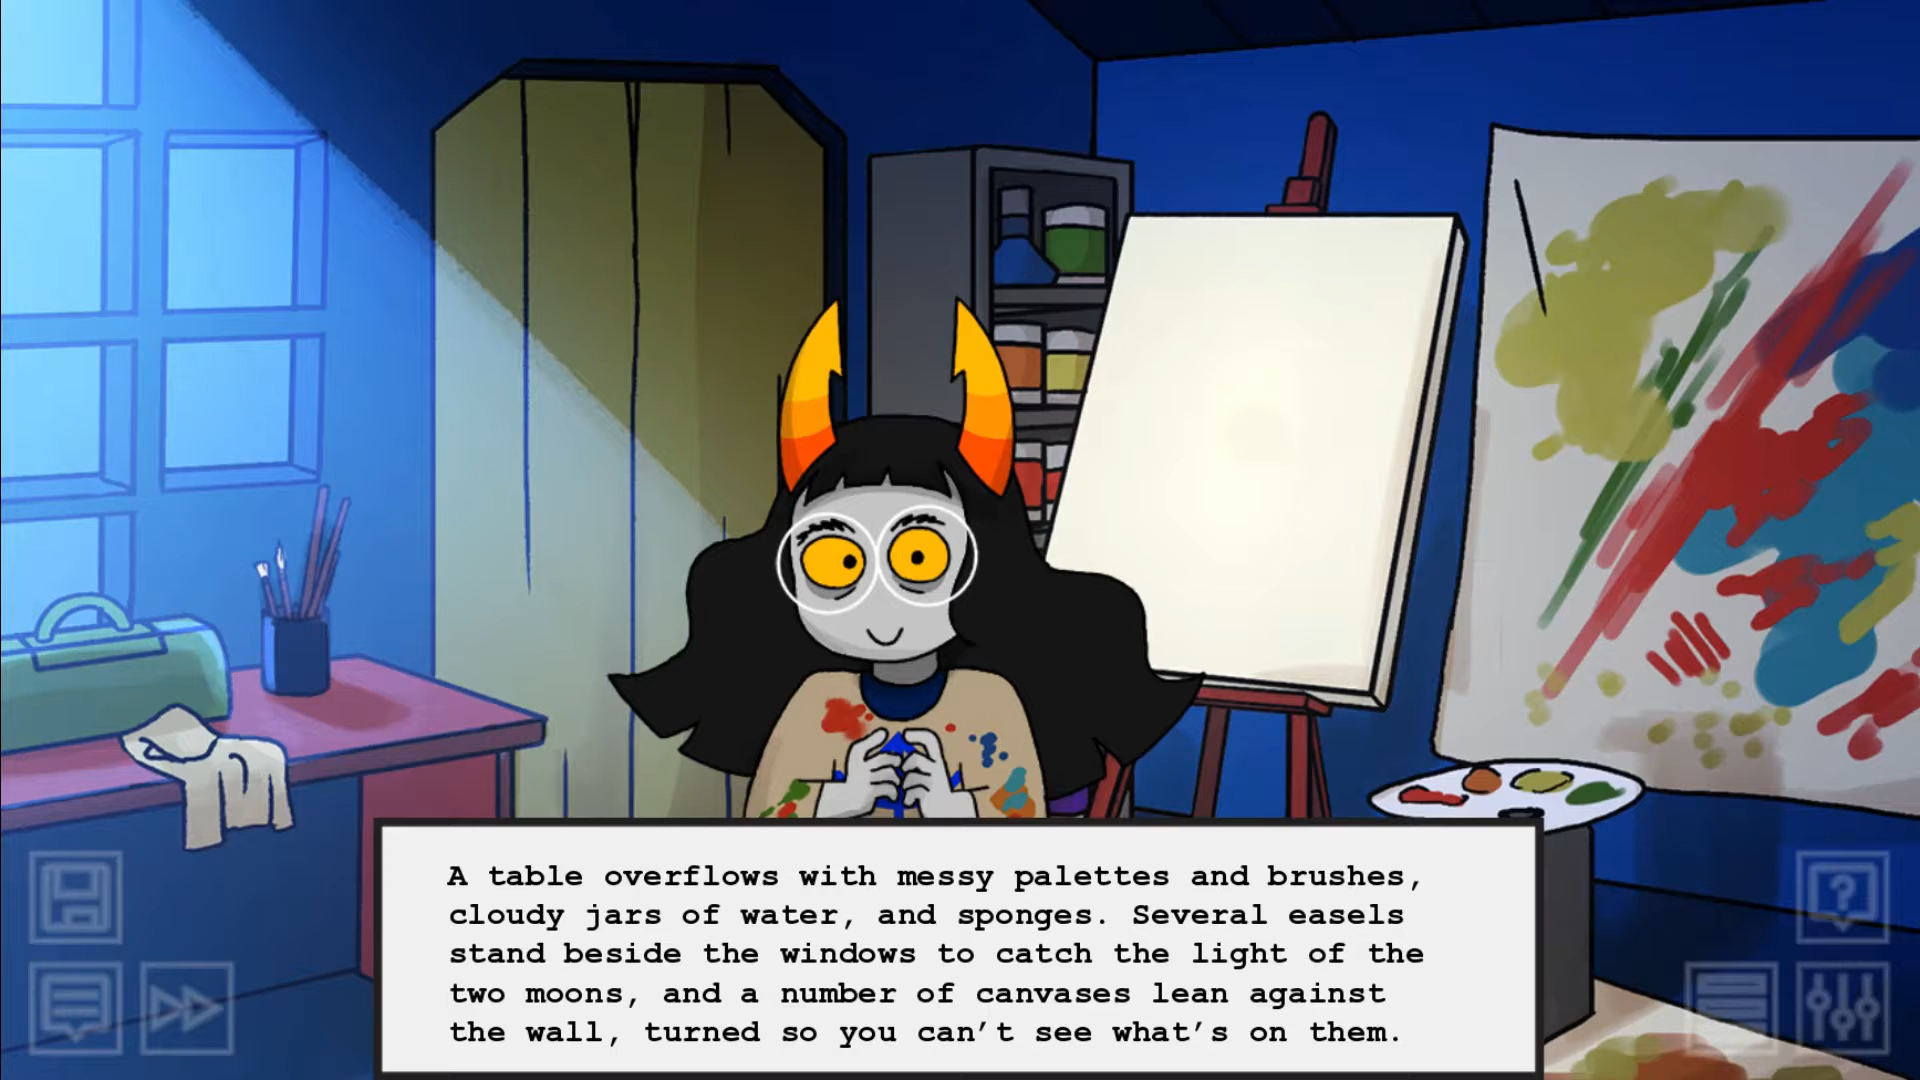 A table overflows with messy palettes and brushes,
cloudy jars of water, and sponges. Several easels
stand beside the windows to catch the light of the
two moons, and a number of canvases lean against
the wall, turned so you can’t see what’s on them.
?